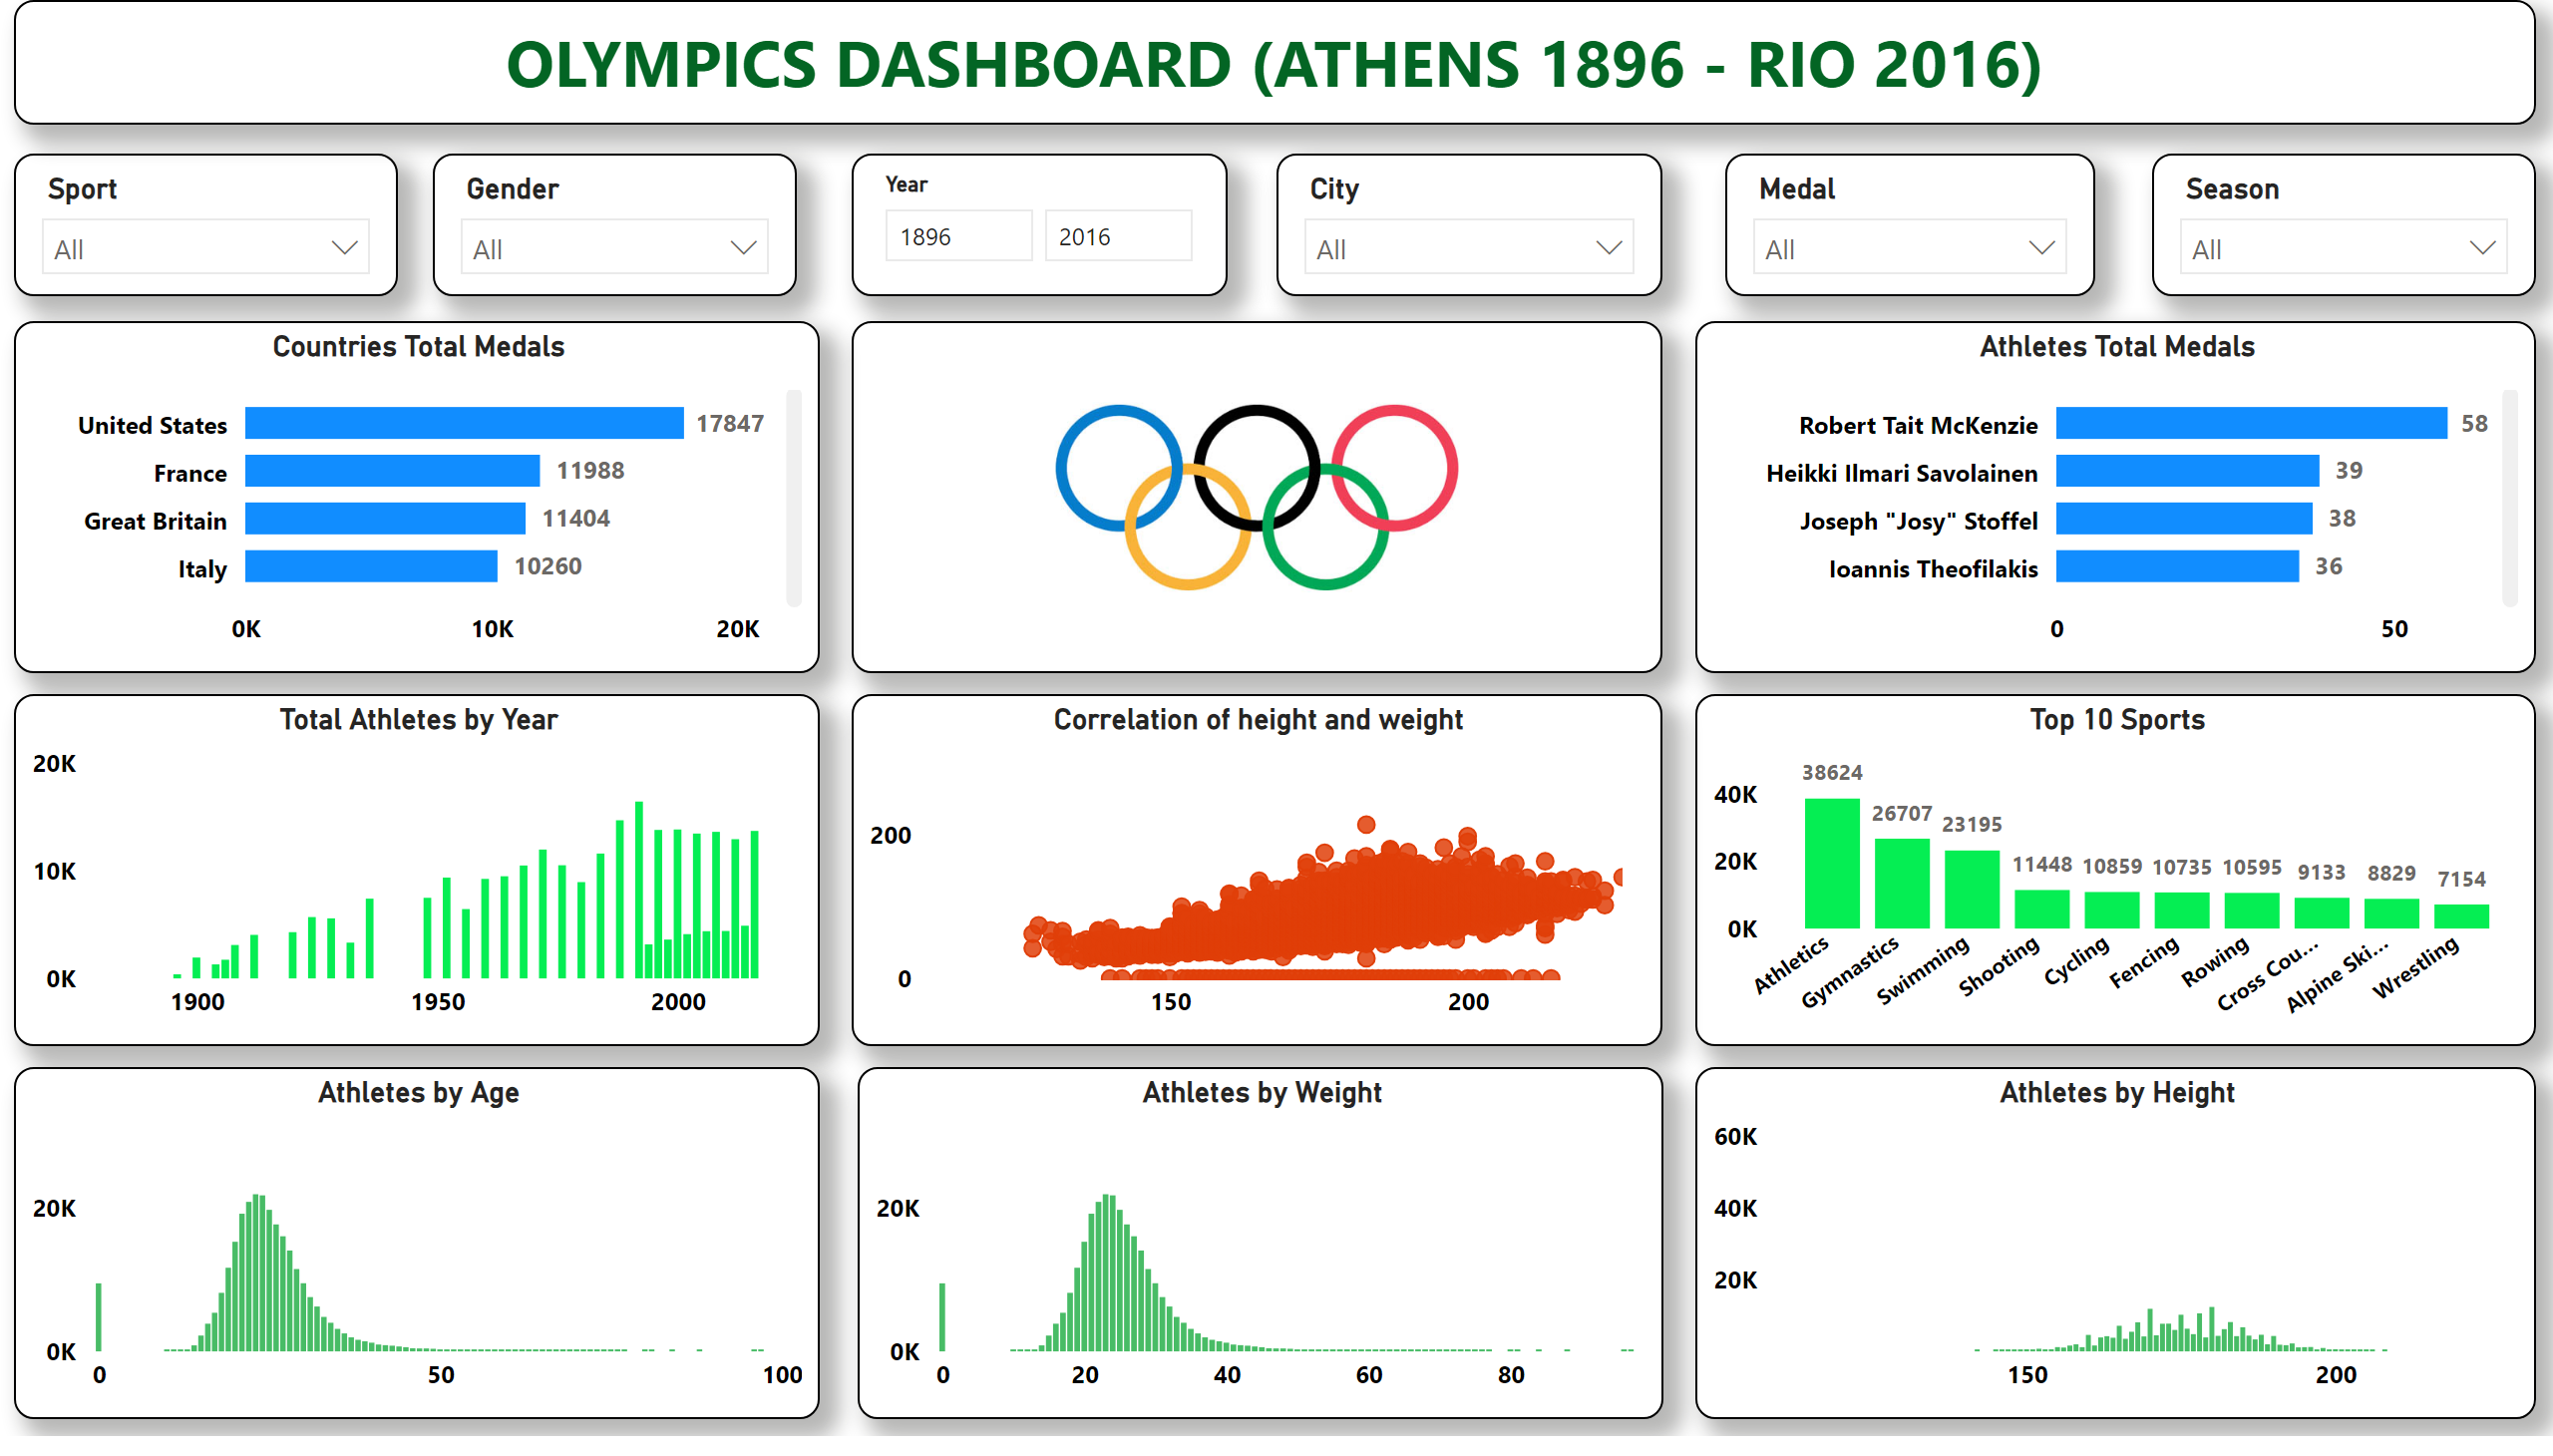 OLYMPICS DASHBOARD (ATHENS 1896 - RIO 2016)
Sport
All
Gender
All
Year
1896 2016
City
All
Medal
All
Season
All
Countries Total Medals
United States 17847
France 11988
Great Britain 11404
Italy 10260
0K 10K 20K
Athletes Total Medals
Robert Tait McKenzie 58
Heikki Ilmari Savolainen 39
Joseph "Josy" Stoffel 38
Ioannis Theofilakis 36
0 50
Total Athletes by Year
20K
10K
0K
1900 1950 2000
Correlation of height and weight
200
0
150 200
Top 10 Sports
40K
20K
0K
38624 26707 23195 11448 10859 10735 10595 9133 8829 7154
Athletics Gymnastics Swimming Shooting Cycling Fencing Rowing Cross Cou... Alpine Ski... Wrestling
Athletes by Age
20K
0K
0 50 100
Athletes by Weight
20K
0K
0 20 40 60 80
Athletes by Height
60K
40K
20K
150 200